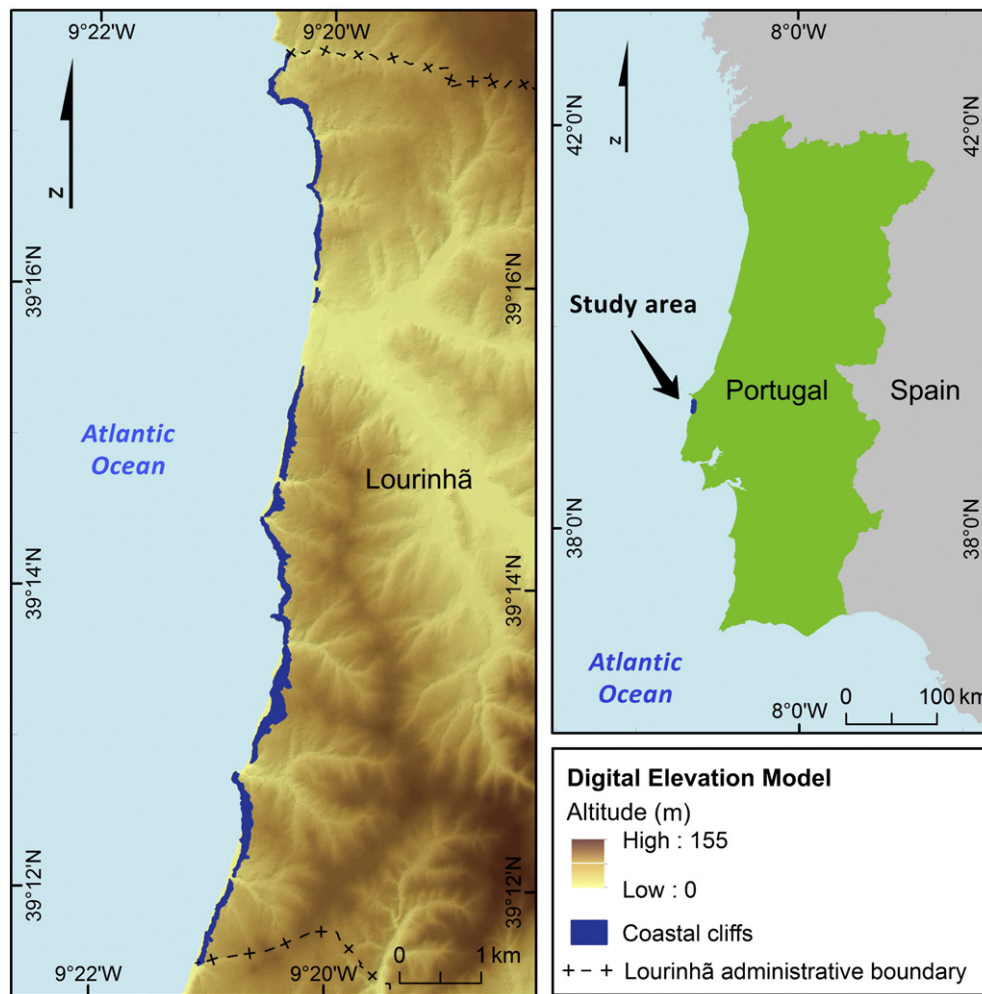 9°22'W
9°20'W
N
39°16'N
39°16'N
Atlantic
Ocean
Lourinhã
39°14'N
39°14'N
39°12'N
39°12'N
0
1 km
9°22'W
9°20'W
8°0'W
N
42°0'N
42°0'N
Study area
Portugal
Spain
38°0'N
38°0'N
Atlantic
Ocean
0
100 km
8°0'W
Digital Elevation Model
Altitude (m)
High : 155
Low : 0
Coastal cliffs
Lourinhã administrative boundary